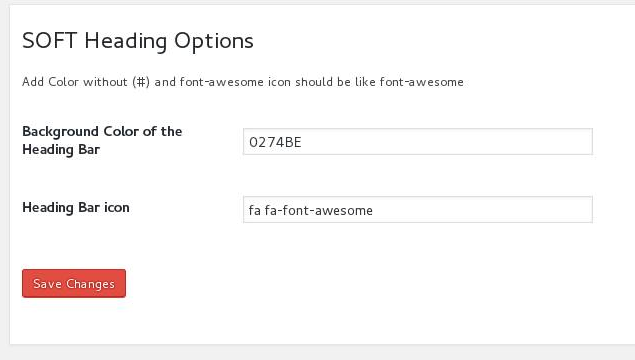 SOFT Heading Options
Add Color without (#) and font-awesome icon should be like font-awesome
Background Color of the
Heading Bar
0274BE
Heading Bar icon
fa fa-font-awesome
Save Changes